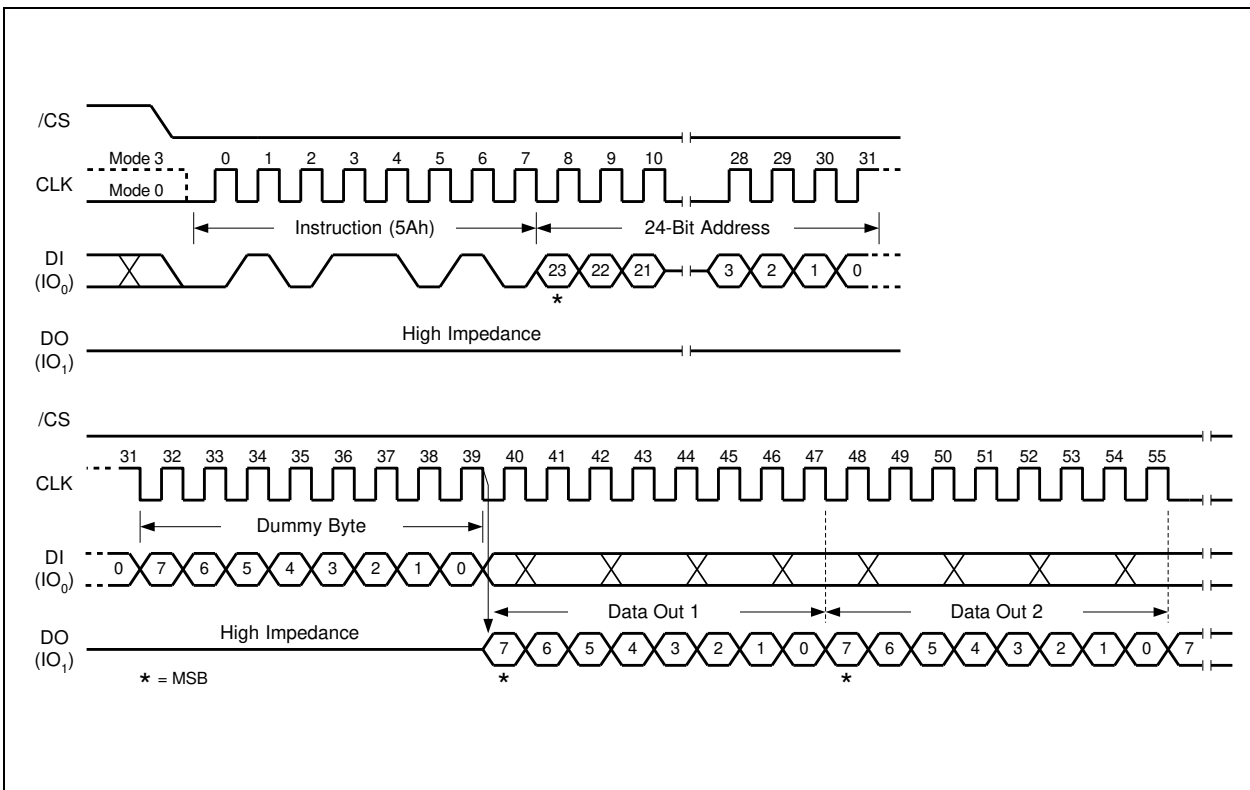 /CS
Mode 3 0 1 2 3 4 5 6 7 8 9 10 28 29 30 31
CLK
Mode 0
Instruction (5Ah) 24-Bit Address
DI
(IO0)
23 22 21 3 2 1 0
*
High Impedance
DO
(IO1)
/CS
31 32 33 34 35 36 37 38 39 40 41 42 43 44 45 46 47 48 49 50 51 52 53 54 55
CLK
Dummy Byte
DI
(IO0)
0 7 6 5 4 3 2 1 0
Data Out 1 Data Out 2
High Impedance
DO
(IO1)
7 6 5 4 3 2 1 0 7 6 5 4 3 2 1 0 7
* = MSB * *